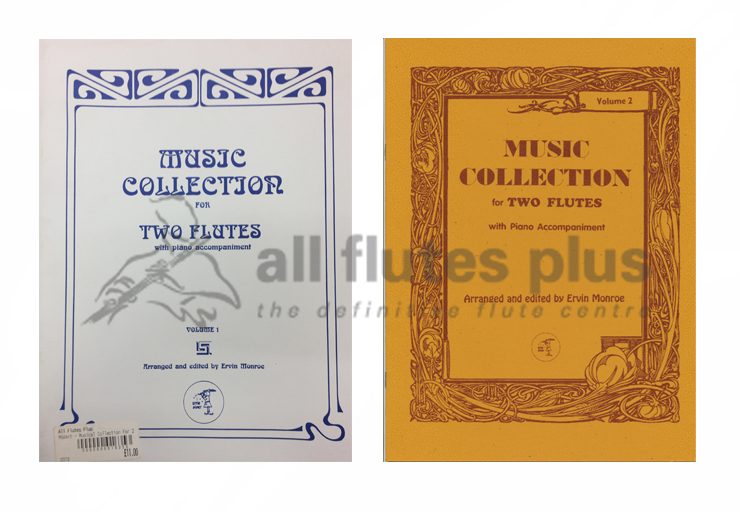 MUSIC
COLLECTION
FOR
TWO FLUTES
with piano accompaniment
VOLUME 1
Arranged and edited by Ervin Monroe
All Flutes Plus
£11.00
Volume 2
MUSIC
COLLECTION
for TWO FLUTES
with Piano Accompaniment
Arranged and edited by Ervin Monroe
all flutes plus
the definitive flute centre